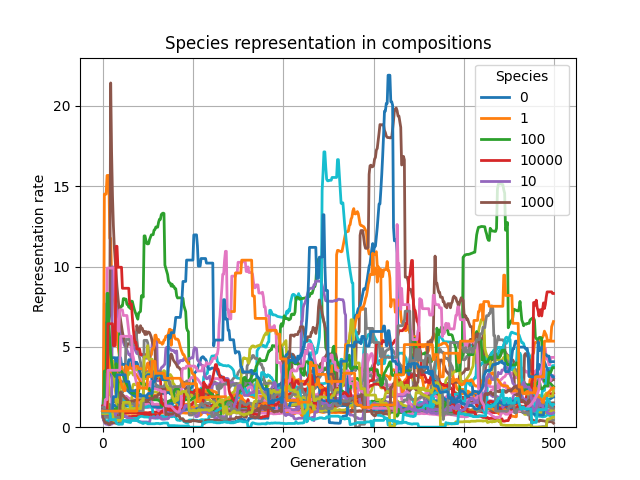 Species representation in compositions
Species
0
1
100
10000
10
1000
Representation rate
20
15
10
5
0
0 100 200 300 400 500
Generation